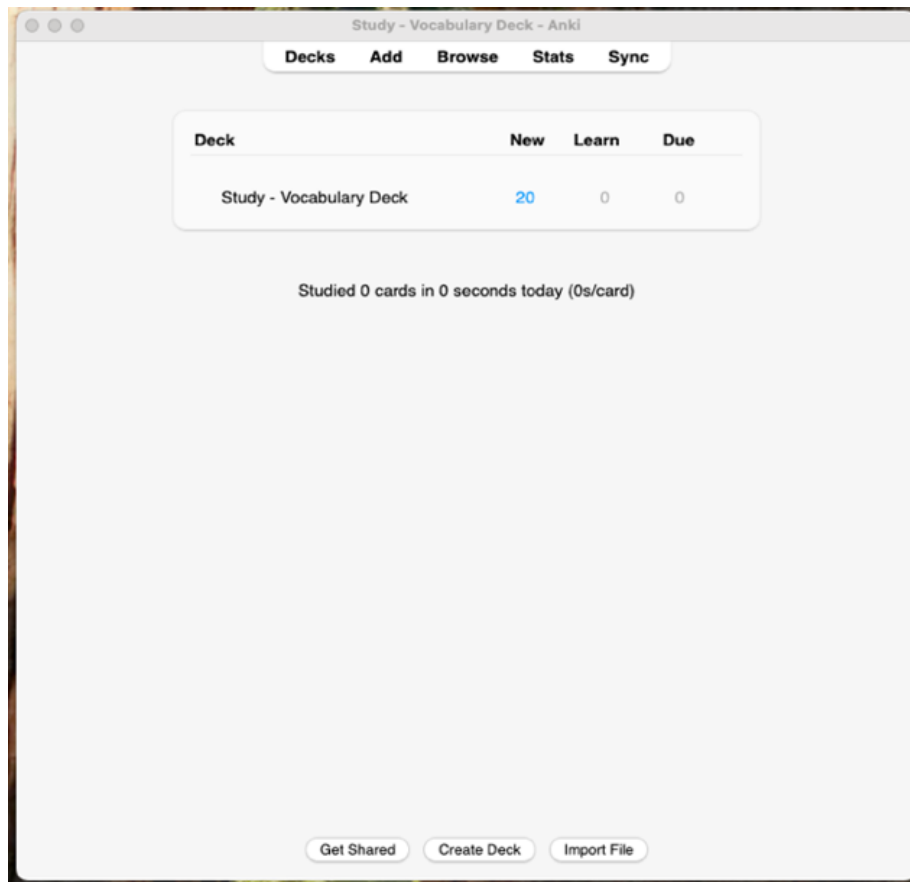 Study - Vocabulary Deck - Anki
Decks Add Browse Stats Sync
Deck New Learn Due
Study - Vocabulary Deck 20 0 0
Studied 0 cards in 0 seconds today (0s/card)
Get Shared Create Deck Import File